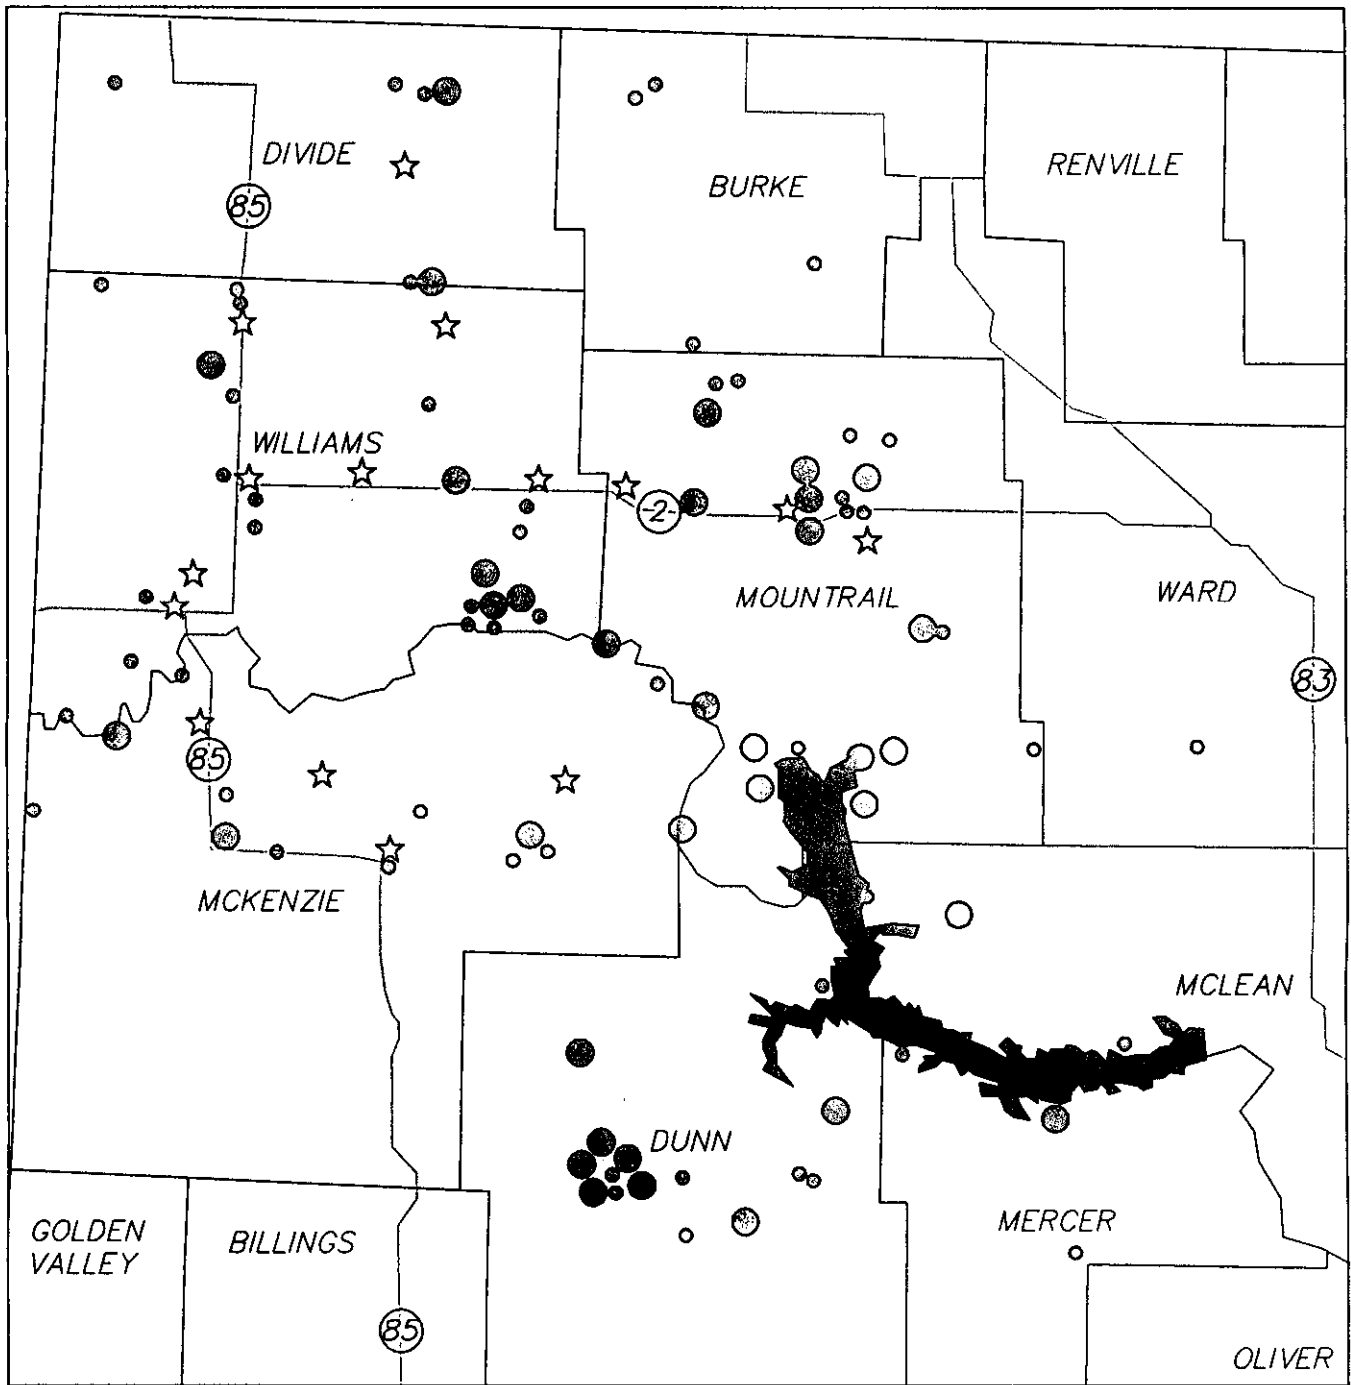 DIVIDE
RENVILLE
BURKE
85
WILLIAMS
2
MOUNTRAIL
WARD
83
85
MCKENZIE
MCLEAN
DUNN
MERCER
GOLDEN
VALLEY
BILLINGS
85
OLIVER